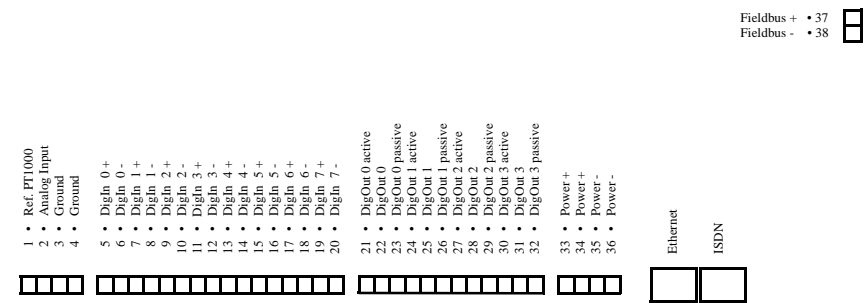 Fieldbus + • 37
Fieldbus - • 38
1 • Ref. PT1000
2 • Analog Input
3 • Ground
4 • Ground
5 • DigIn 0 +
6 • DigIn 0 -
7 • DigIn 1 +
8 • DigIn 1 -
9 • DigIn 2 +
10 • DigIn 2 -
11 • DigIn 3 +
12 • DigIn 3 -
13 • DigIn 4 +
14 • DigIn 4 -
15 • DigIn 5 +
16 • DigIn 5 -
17 • DigIn 6 +
18 • DigIn 6 -
19 • DigIn 7 +
20 • DigIn 7 -
21 • DigOut 0 active
22 • DigOut 0
23 • DigOut 0 passive
24 • DigOut 1 active
25 • DigOut 1
26 • DigOut 1 passive
27 • DigOut 2 active
28 • DigOut 2
29 • DigOut 2 passive
30 • DigOut 3 active
31 • DigOut 3
32 • DigOut 3 passive
33 • Power +
34 • Power +
35 • Power -
36 • Power -
Ethernet
ISDN